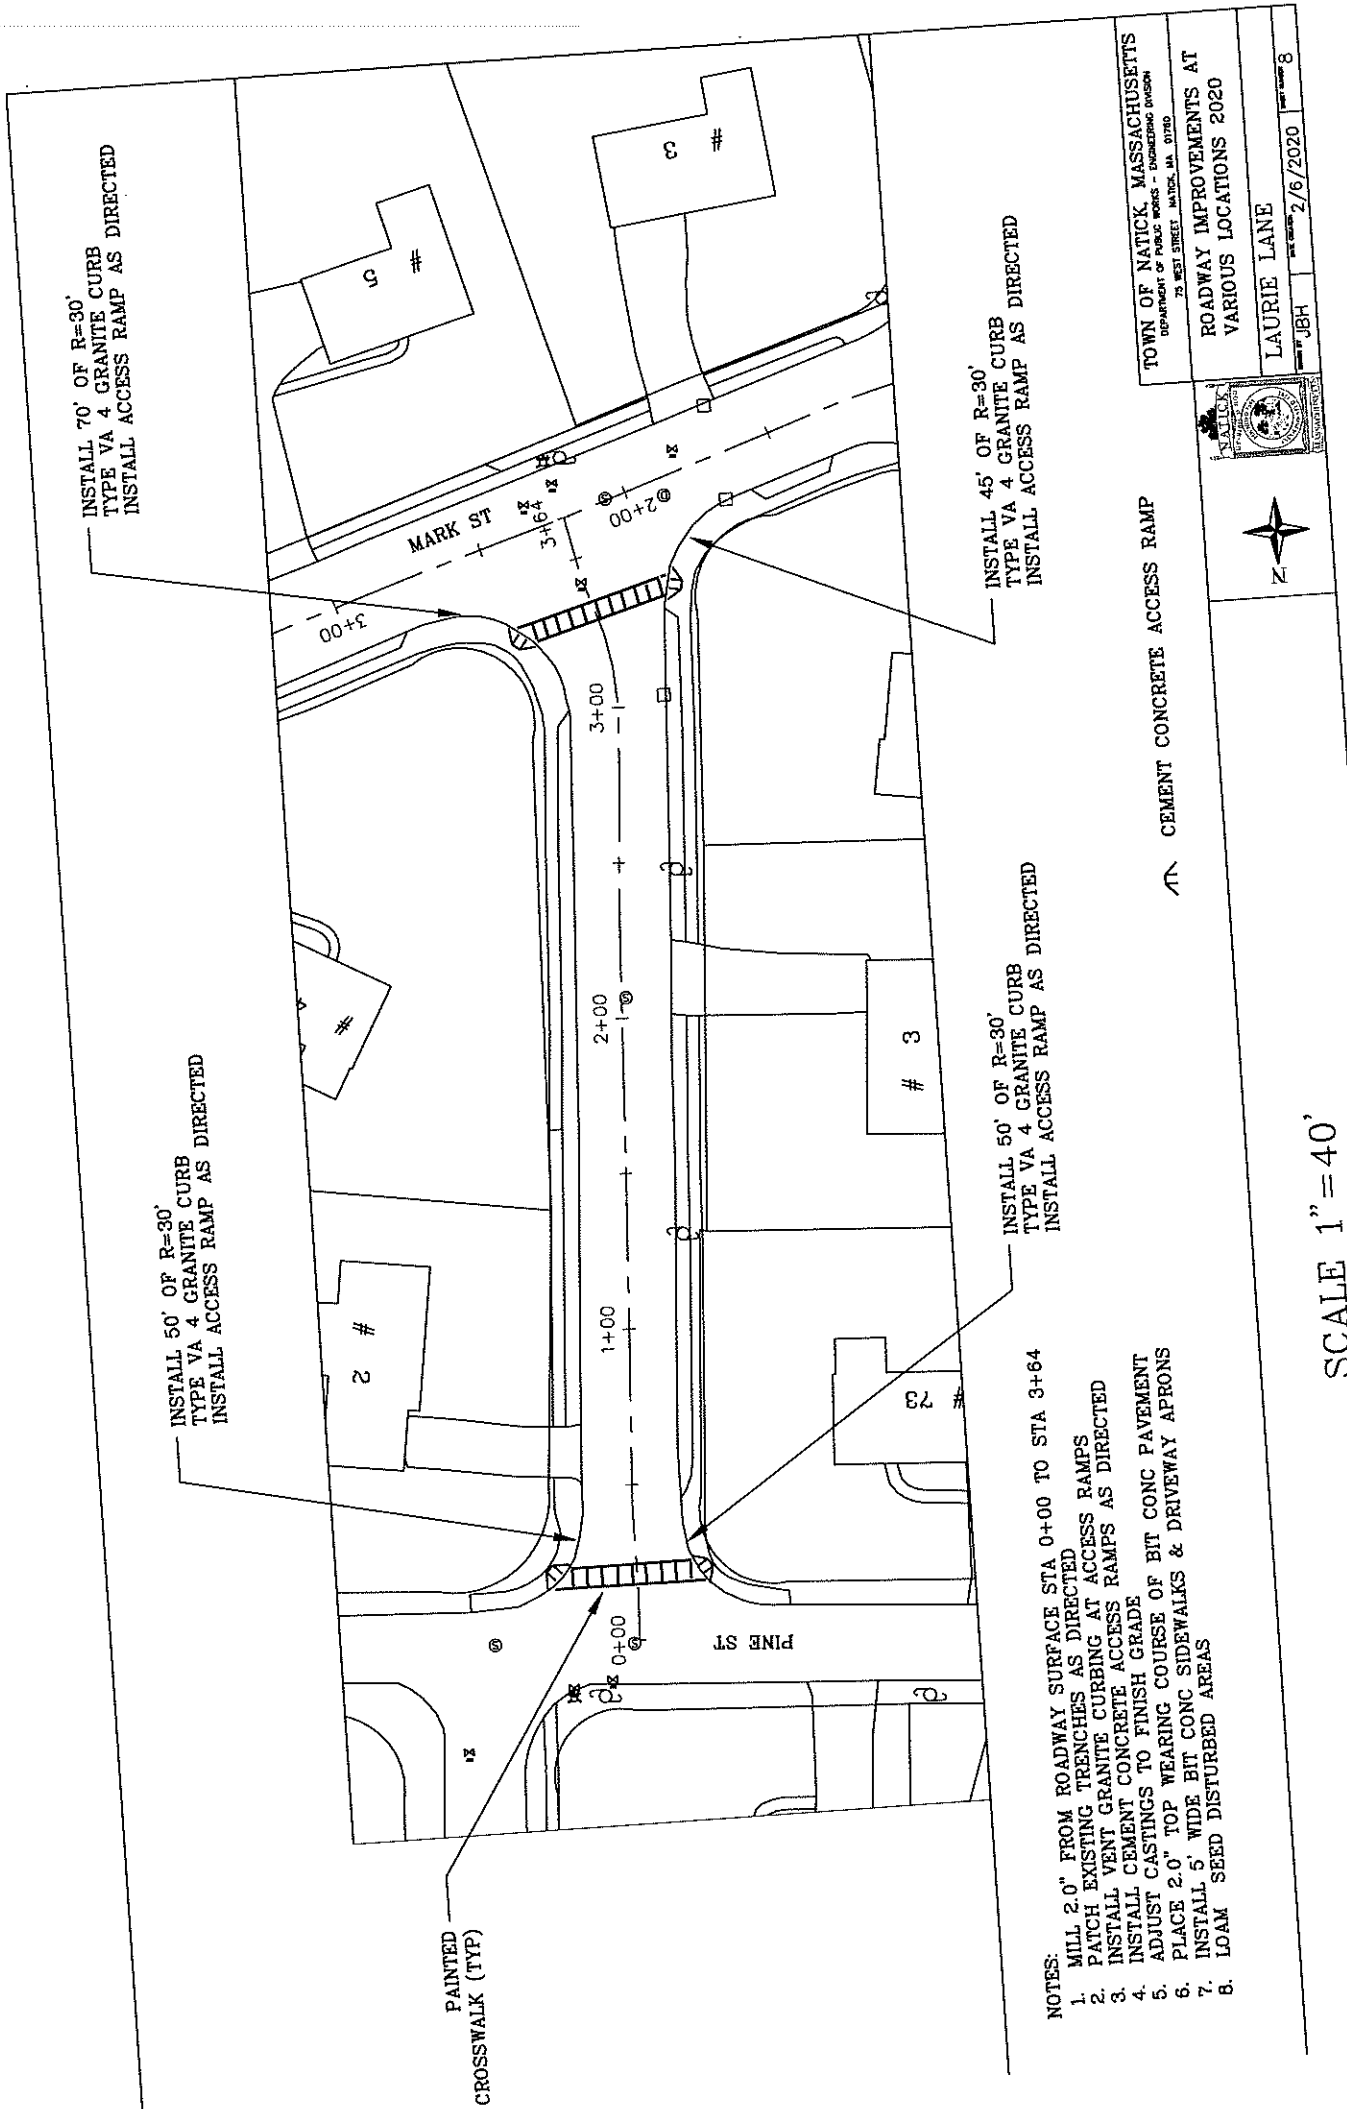 INSTALL 70' OF R=30'
TYPE VA 4 GRANITE CURB
INSTALL ACCESS RAMP AS DIRECTED
INSTALL 50' OF R=30'
TYPE VA 4 GRANITE CURB
INSTALL ACCESS RAMP AS DIRECTED
PAINTED
CROSSWALK (TYP)
# 5
# 3
#
# 2
MARK ST
3+00
3+64
2+00
3+00
2+00
1+00
0+00
PINE ST
# 3
# 73
INSTALL 45' OF R=30'
TYPE VA 4 GRANITE CURB
INSTALL ACCESS RAMP AS DIRECTED
INSTALL 50' OF R=30'
TYPE VA 4 GRANITE CURB
INSTALL ACCESS RAMP AS DIRECTED
NOTES:
1. MILL 2.0" FROM ROADWAY SURFACE STA 0+00 TO STA 3+64
2. PATCH EXISTING TRENCHES AS DIRECTED
3. INSTALL VENT GRANITE CURBING AT ACCESS RAMPS
4. INSTALL CEMENT CONCRETE ACCESS RAMPS AS DIRECTED
5. ADJUST CASTINGS TO FINISH GRADE
6. PLACE 2.0" TOP WEARING COURSE OF BIT CONC PAVEMENT
7. INSTALL 5' WIDE BIT CONC SIDEWALKS & DRIVEWAY APRONS
8. LOAM SEED DISTURBED AREAS
CEMENT CONCRETE ACCESS RAMP
SCALE 1"=40'
N
NATICK
TOWN OF NATICK, MASSACHUSETTS
DEPARTMENT OF PUBLIC WORKS - ENGINEERING DIVISION
75 WEST STREET NATICK, MA 01760
ROADWAY IMPROVEMENTS AT
VARIOUS LOCATIONS 2020
LAURIE LANE
JBH
2/6/2020
8